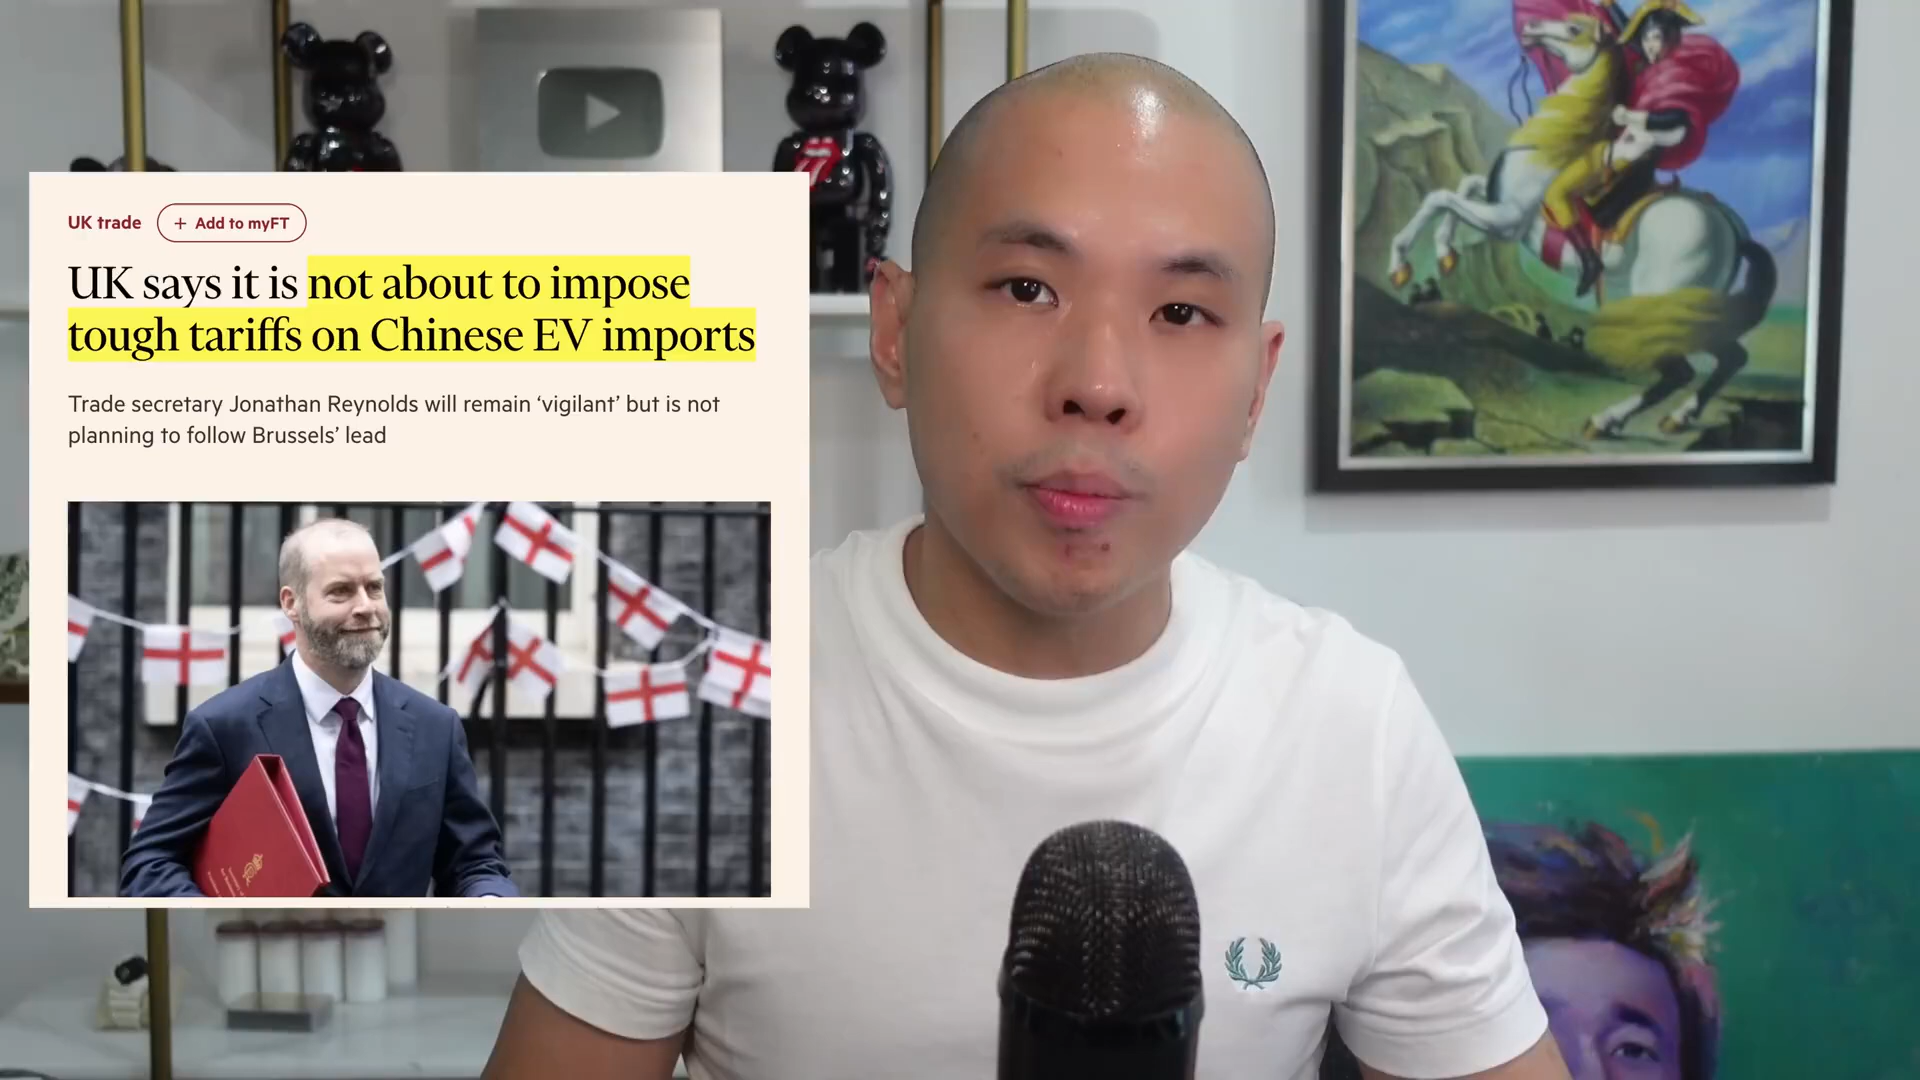 UK trade
+ Add to myFT
UK says it is not about to impose
tough tariffs on Chinese EV imports
Trade secretary Jonathan Reynolds will remain ‘vigilant’ but is not
planning to follow Brussels’ lead